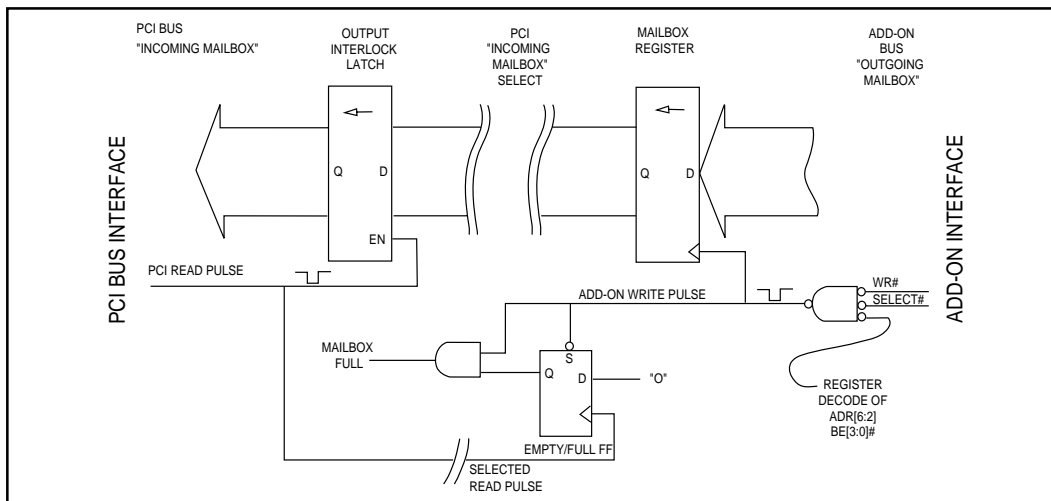 PCI BUS
"INCOMING MAILBOX"
OUTPUT
INTERLOCK
LATCH
PCI
"INCOMING
MAILBOX"
SELECT
MAILBOX
REGISTER
ADD-ON
BUS
"OUTGOING
MAILBOX"
PCI BUS INTERFACE
Q D
EN
Q D
ADD-ON INTERFACE
PCI READ PULSE
ADD-ON WRITE PULSE
WR#
SELECT#
MAILBOX
FULL
S
Q D
"O"
EMPTY/FULL FF
REGISTER
DECODE OF
ADR[6:2]
BE[3:0]#
SELECTED
READ PULSE